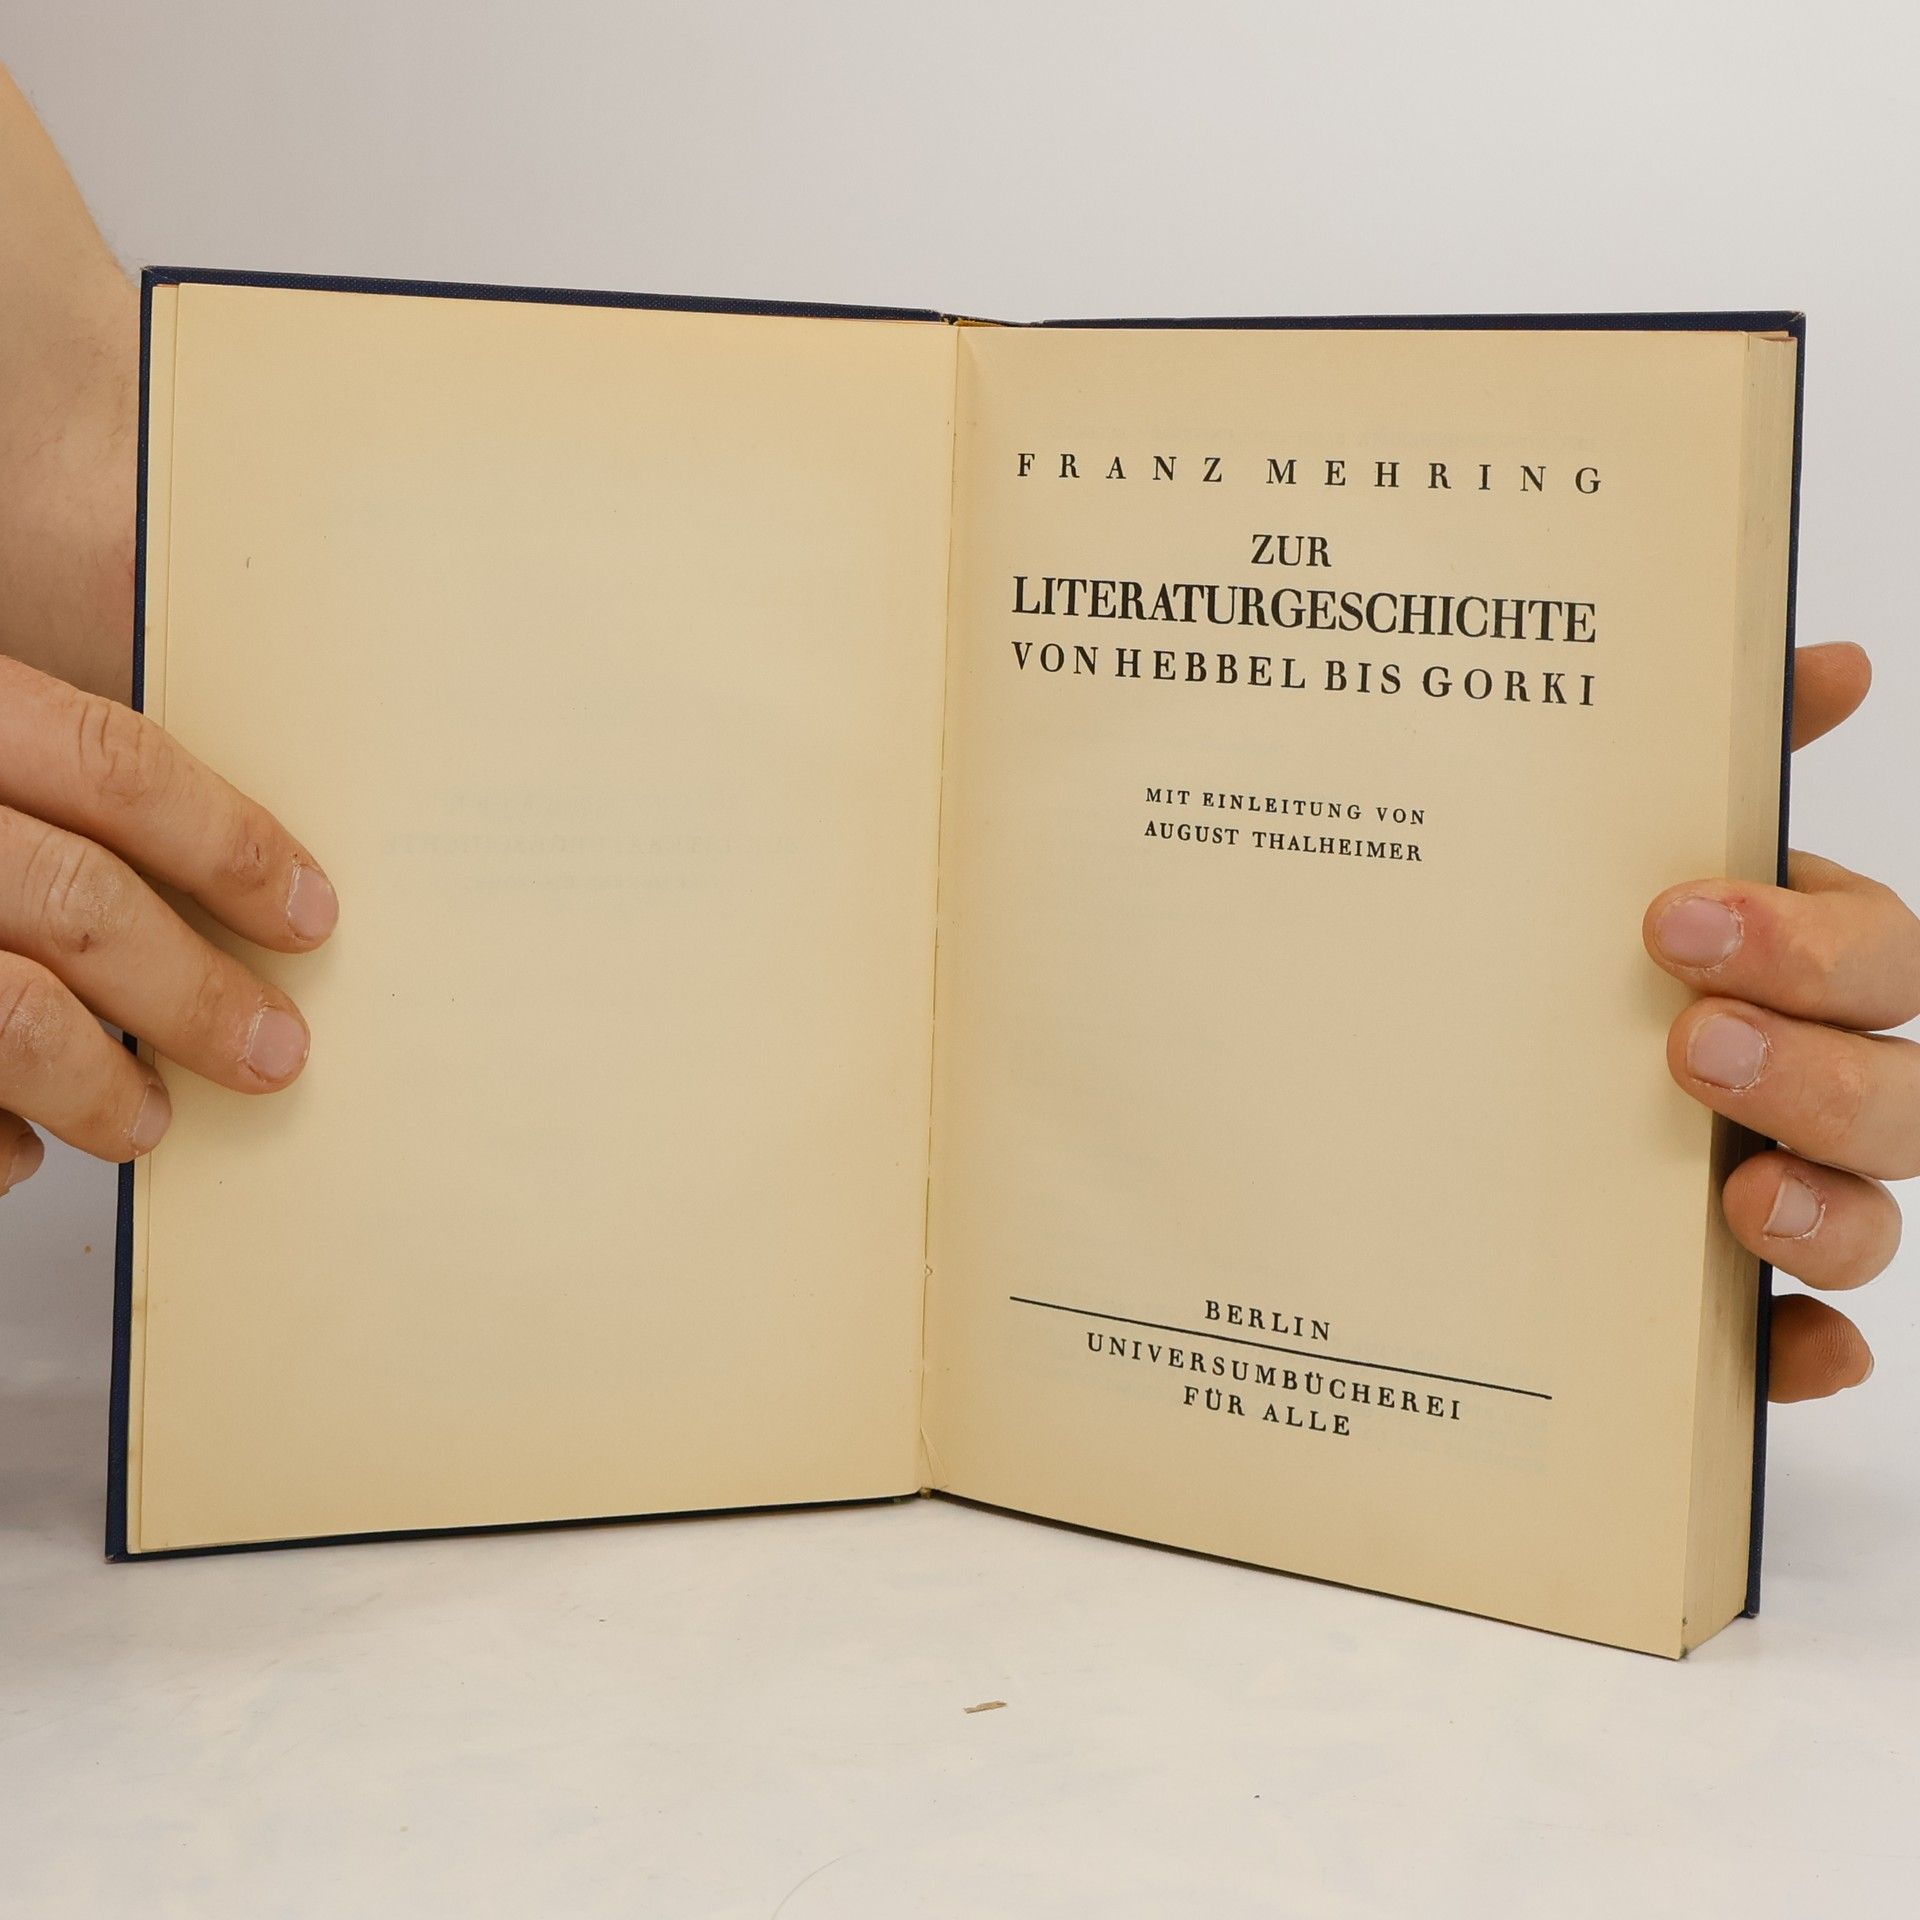 FRANZ MEHRING
ZUR
LITERATURGESCHICHTE
VON HEBBEL BIS GORKI
MIT EINLEITUNG VON
AUGUST THALHEIMER
BERLIN
UNIVERSUMBÜCHEREI
FÜR ALLE